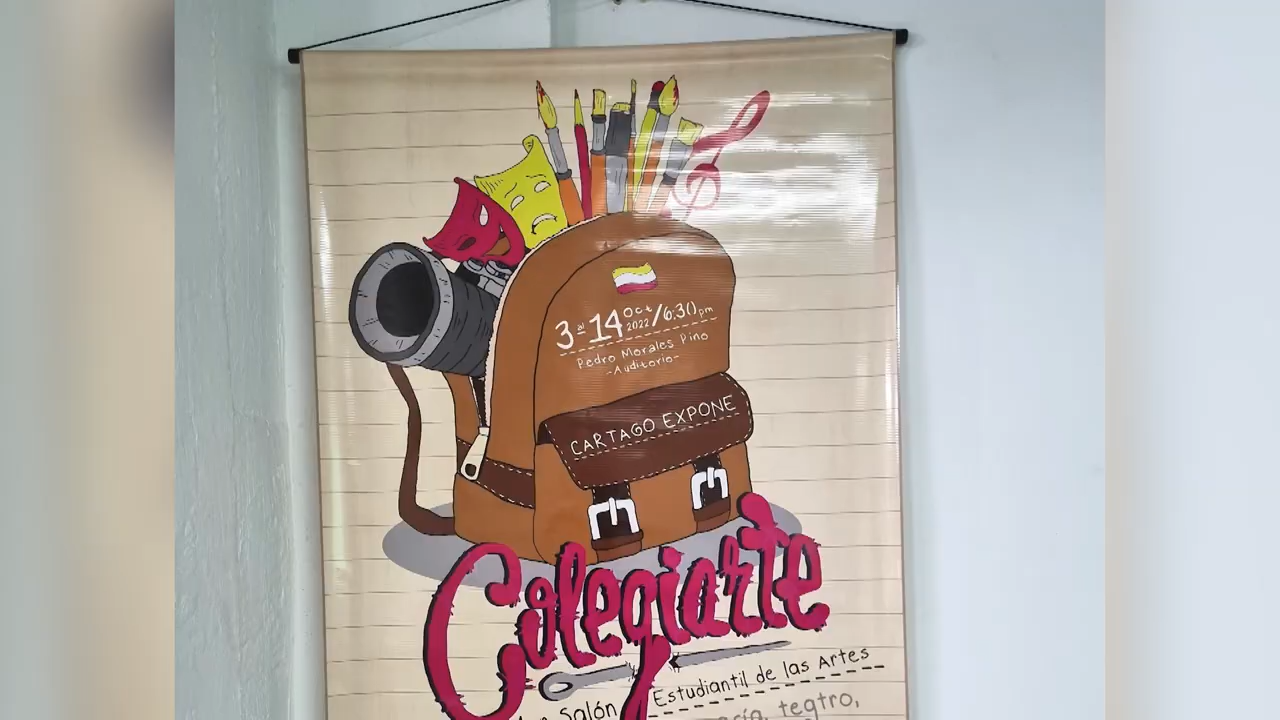 3 al 14 Oct 2022 / 6:30 pm
Pedro Morales Pino
-Auditorio-
CARTAGO EXPONE
Colegiarte
Salón Estudiantil de las Artes
teatro,